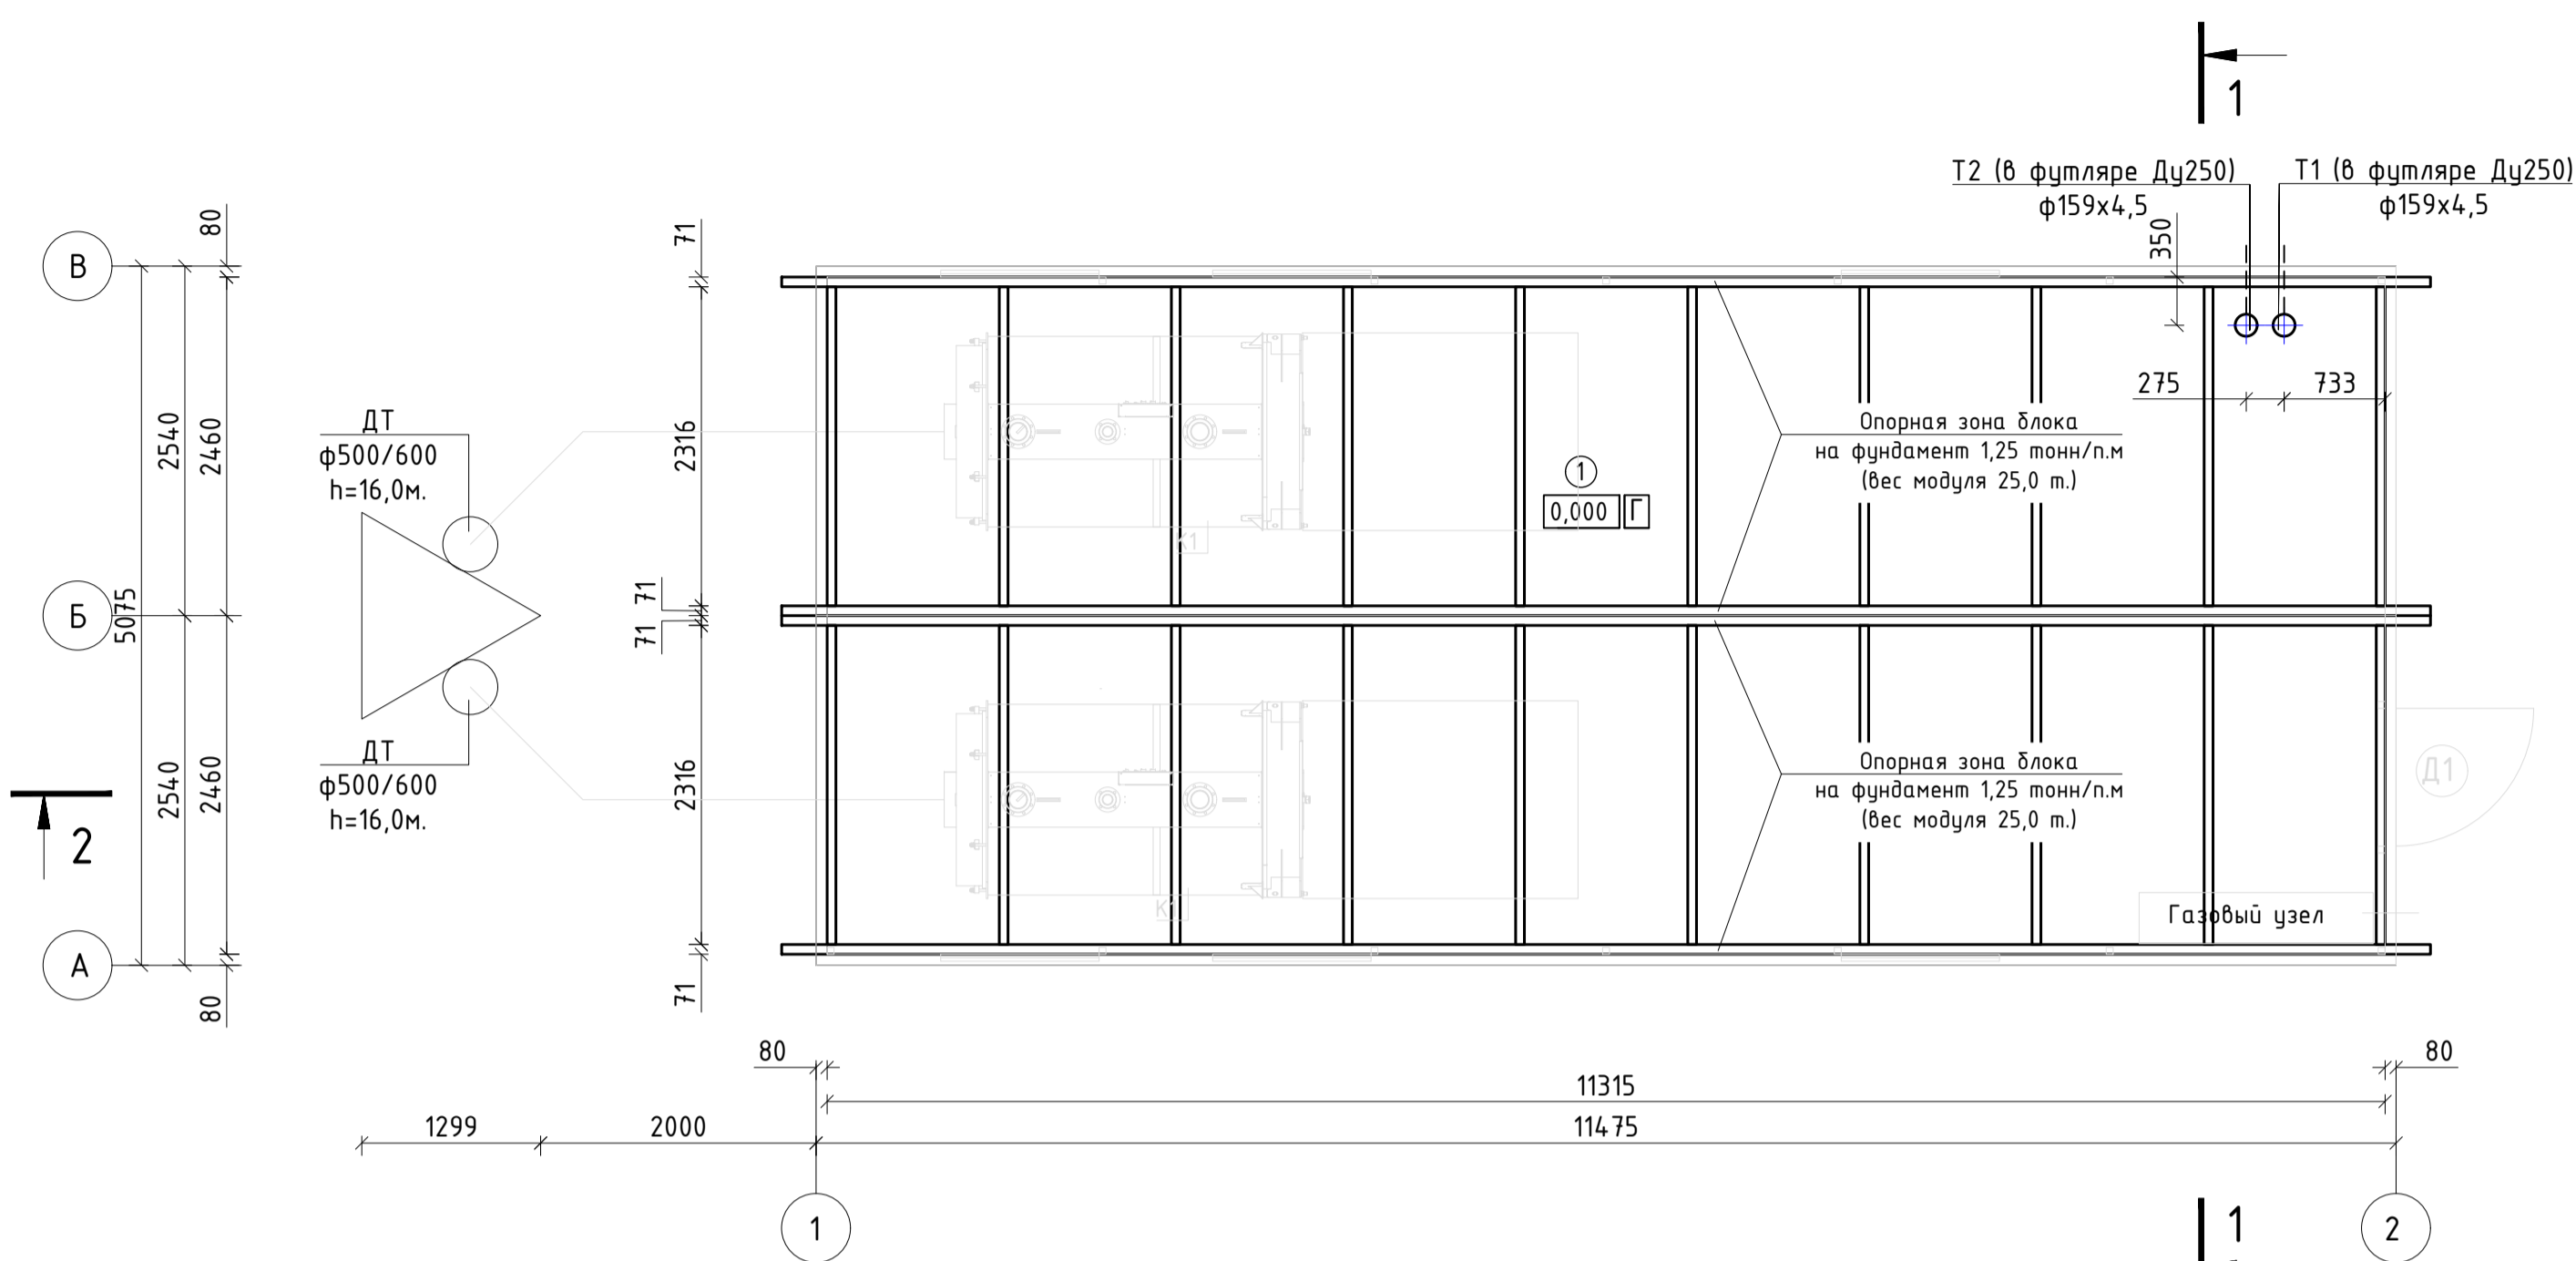 1
Т2 (в футляре Ду250)
ф159х4,5
Т1 (в футляре Ду250)
ф159х4,5
350
275
733
В
Б
А
80
2540
2460
5075
2540
2460
80
ДТ
ф500/600
h=16,0м.
ДТ
ф500/600
h=16,0м.
2
71
2316
71
71
2316
71
К1
1
0,000 Г
Опорная зона блока
на фундамент 1,25 тонн/п.м
(вес модуля 25,0 т.)
Опорная зона блока
на фундамент 1,25 тонн/п.м
(вес модуля 25,0 т.)
Д1
Газовый узел
80
80
11315
1299
2000
11475
1
2
1